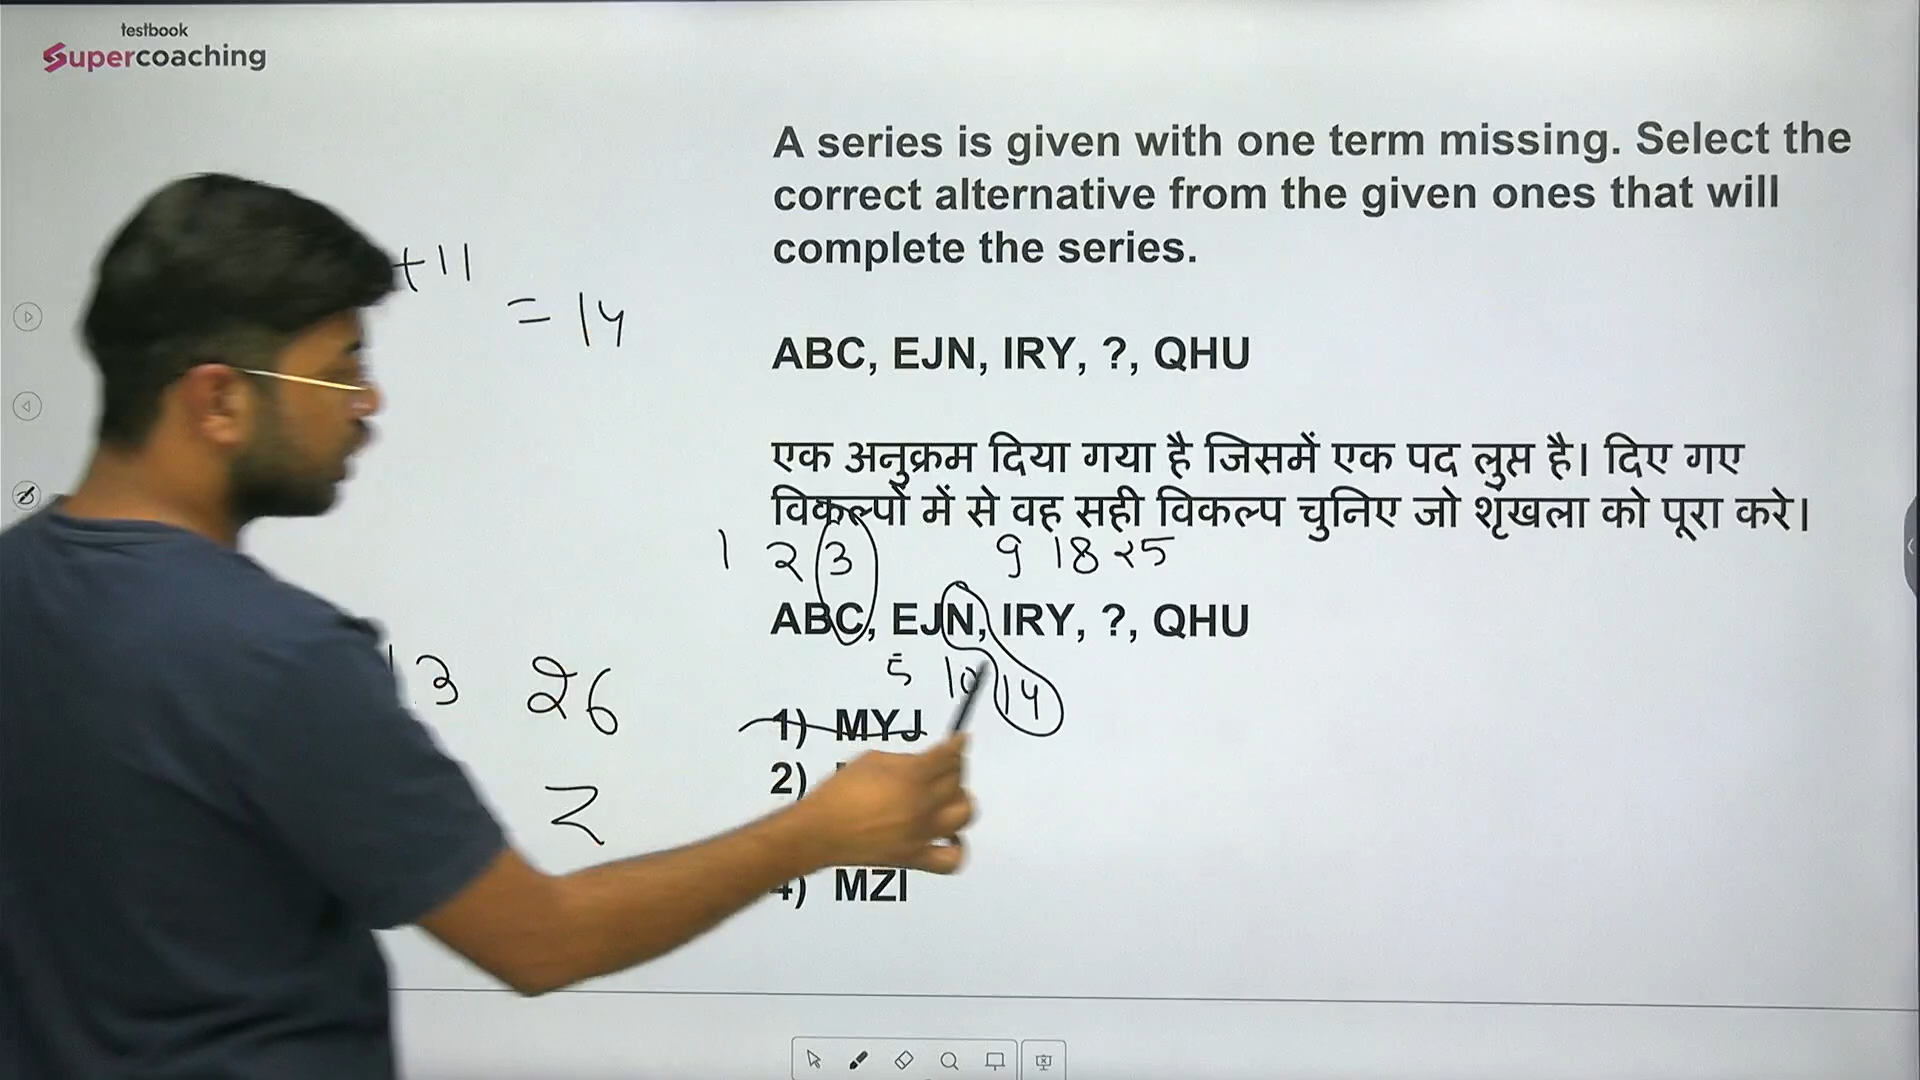 testbook
Supercoaching
A series is given with one term missing. Select the
correct alternative from the given ones that will
complete the series.
+11
= 14
ABC, EJN, IRY, ?, QHU
एक अनुक्रम दिया गया है जिसमें एक पद लुप्त है। दिए गए
विकल्पों में से वह सही विकल्प चुनिए जो शृंखला को पूरा करे।
1 2 3 9 18 25
ABC, EJN, IRY, ?, QHU
5 10 14
13 26
1) MYJ
2)
Z
4) MZI